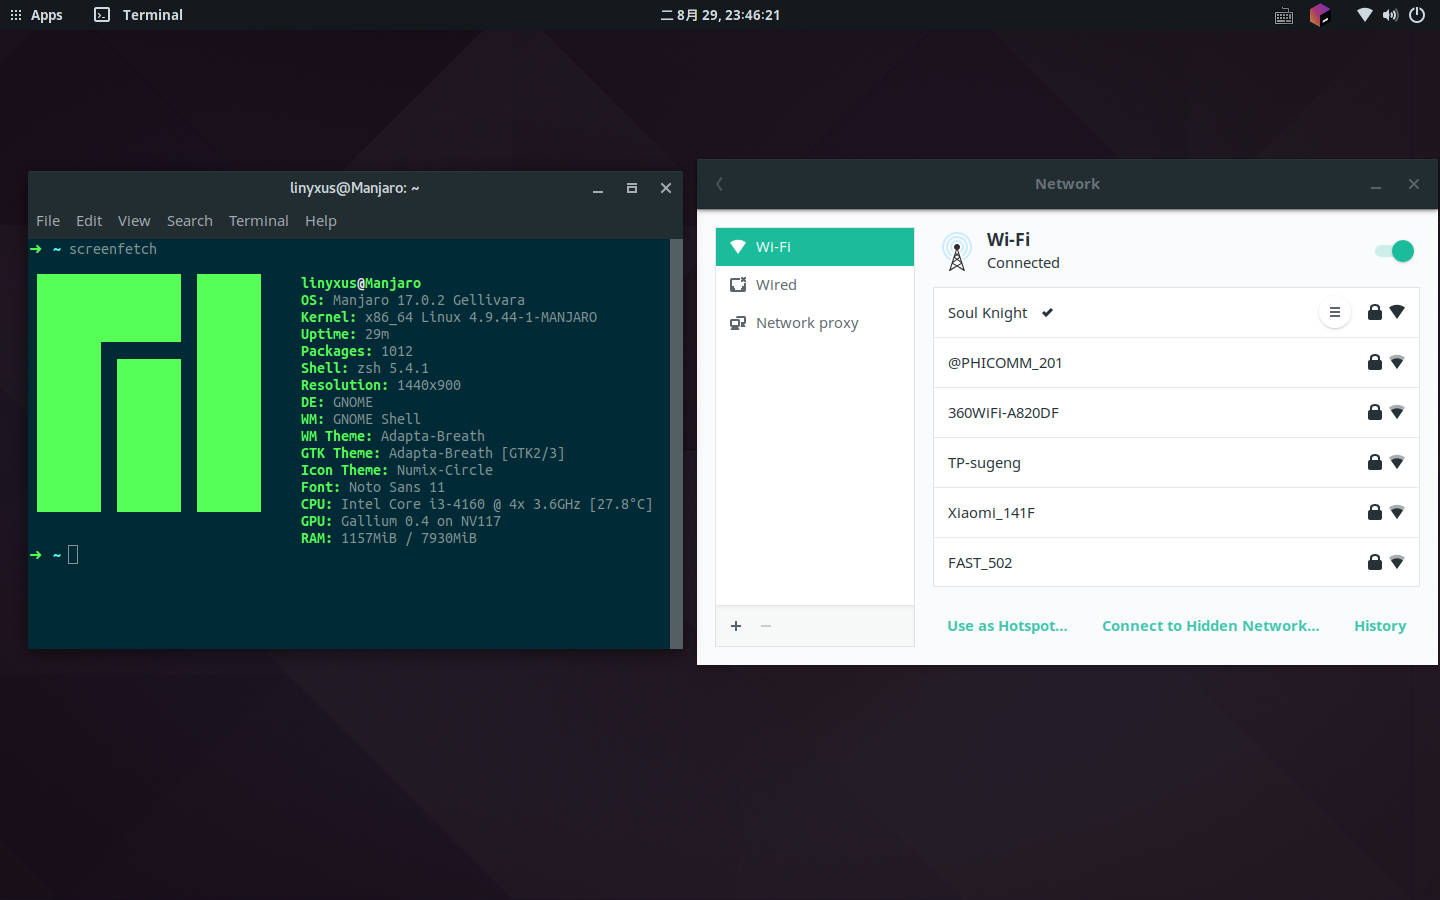 Apps Terminal 二 8月 29, 23:46:21
linyxus@Manjaro: ~
File Edit View Search Terminal Help
➜ ~ screenfetch
linyxus@Manjaro
OS: Manjaro 17.0.2 Gellivara
Kernel: x86_64 Linux 4.9.44-1-MANJARO
Uptime: 29m
Packages: 1012
Shell: zsh 5.4.1
Resolution: 1440x900
DE: GNOME
WM: GNOME Shell
WM Theme: Adapta-Breath
GTK Theme: Adapta-Breath [GTK2/3]
Icon Theme: Numix-Circle
Font: Noto Sans 11
CPU: Intel Core i3-4160 @ 4x 3.6GHz [27.8°C]
GPU: Gallium 0.4 on NV117
RAM: 1157MiB / 7930MiB
➜ ~
Network
Wi-Fi
Wired
Network proxy
Wi-Fi
Connected
Soul Knight
@PHICOMM_201
360WiFi-A820DF
TP-sugeng
Xiaomi_141F
FAST_502
Use as Hotspot... Connect to Hidden Network... History